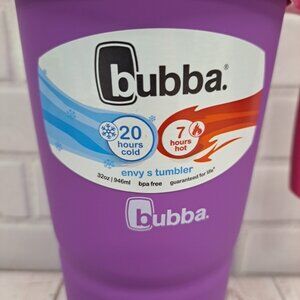 bubba.®
20 hours cold
7 hours hot
envy s tumbler
32oz | 946ml bpa free guaranteed for life*
bubba.